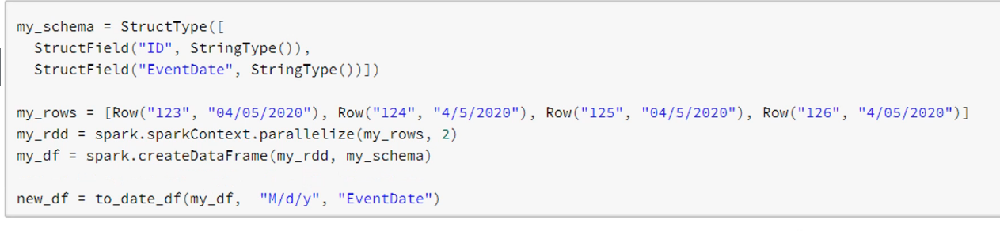 my_schema = StructType([
  StructField("ID", StringType()),
  StructField("EventDate", StringType())])
my_rows = [Row("123", "04/05/2020"), Row("124", "4/5/2020"), Row("125", "04/5/2020"), Row("126", "4/05/2020")]
my_rdd = spark.sparkContext.parallelize(my_rows, 2)
my_df = spark.createDataFrame(my_rdd, my_schema)
new_df = to_date_df(my_df,  "M/d/y", "EventDate")